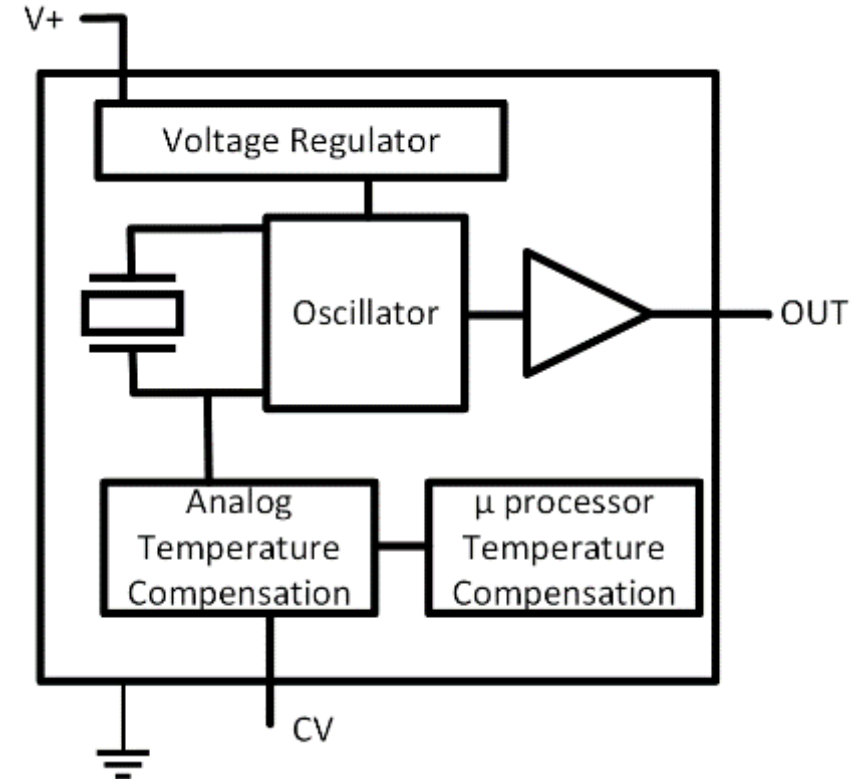 V+
Voltage Regulator
Oscillator
OUT
Analog
Temperature
Compensation
μ processor
Temperature
Compensation
CV